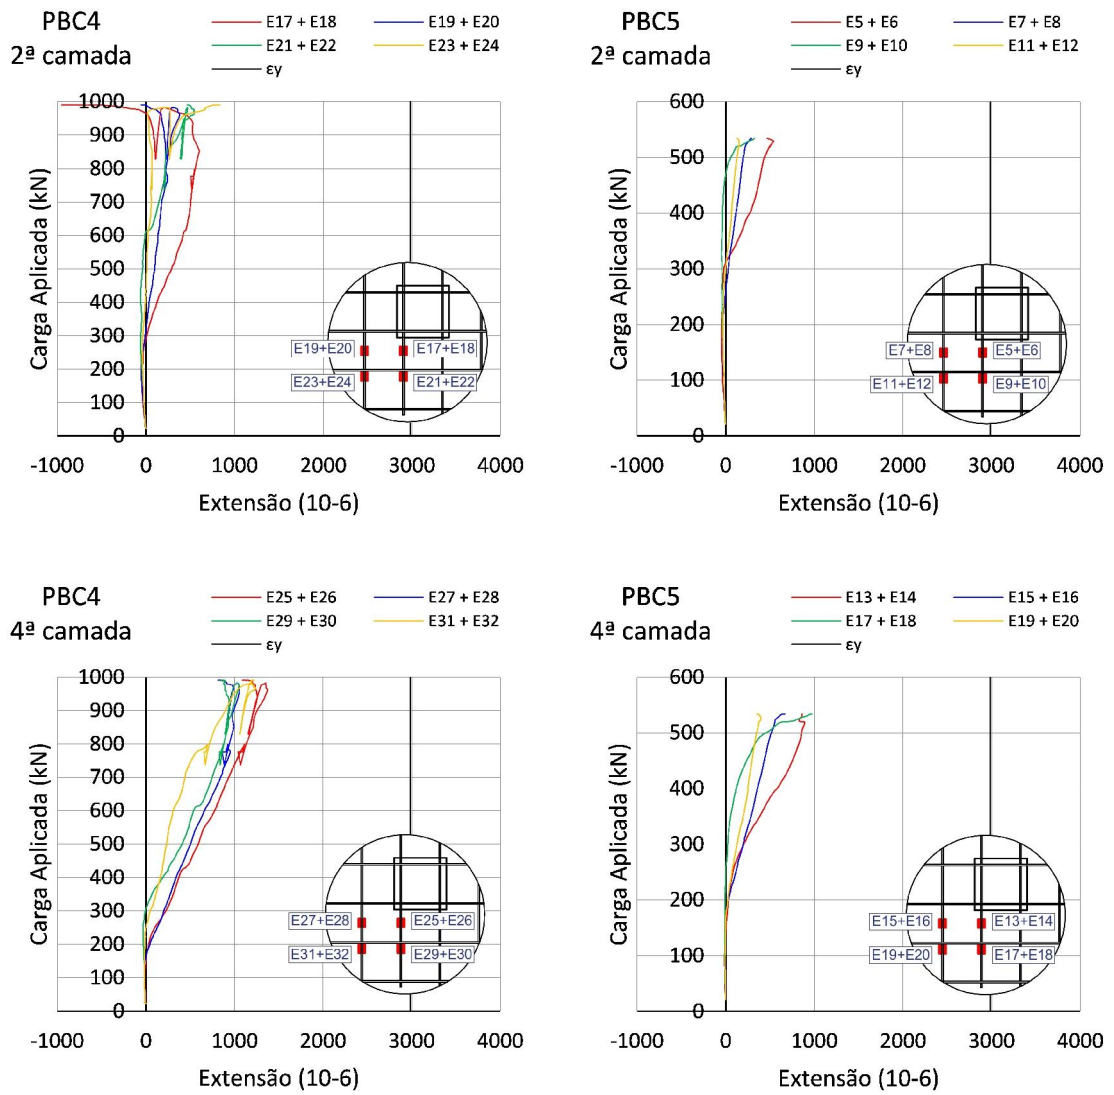 PBC4
2ª camada
E17 + E18
E19 + E20
E21 + E22
E23 + E24
εy
Carga Aplicada (kN)
1000
900
800
700
600
500
400
300
200
100
0
E19+E20
E17+E18
E23+E24
E21+E22
-1000
0
1000
2000
3000
4000
Extensão (10-6)
PBC5
2ª camada
E5 + E6
E7 + E8
E9 + E10
E11 + E12
εy
Carga Aplicada (kN)
600
500
400
300
200
100
0
E7+E8
E5+E6
E11+E12
E9+E10
-1000
0
1000
2000
3000
4000
Extensão (10-6)
PBC4
4ª camada
E25 + E26
E27 + E28
E29 + E30
E31 + E32
εy
Carga Aplicada (kN)
1000
900
800
700
600
500
400
300
200
100
0
E27+E28
E25+E26
E31+E32
E29+E30
-1000
0
1000
2000
3000
4000
Extensão (10-6)
PBC5
4ª camada
E13 + E14
E15 + E16
E17 + E18
E19 + E20
εy
Carga Aplicada (kN)
600
500
400
300
200
100
0
E15+E16
E13+E14
E19+E20
E17+E18
-1000
0
1000
2000
3000
4000
Extensão (10-6)